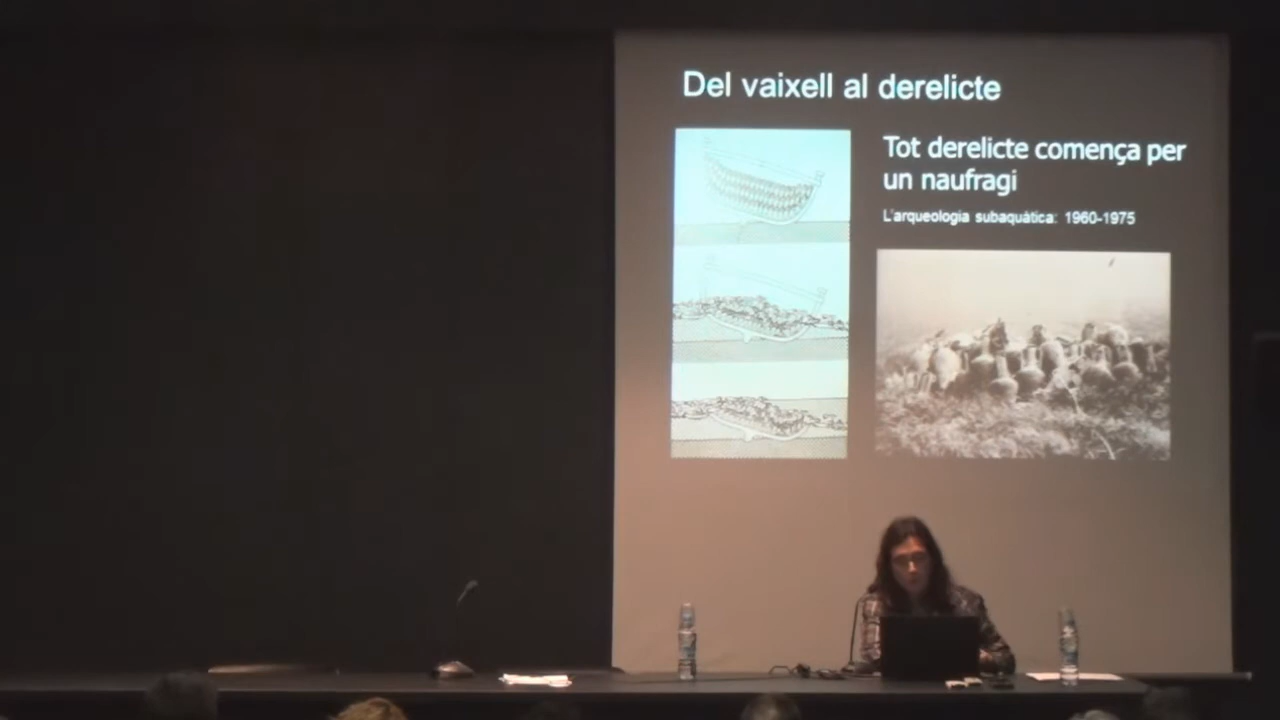 Del vaixell al derelicte
Tot derelicte comença per
un naufragi
L'arqueologia subaquàtica: 1960-1975